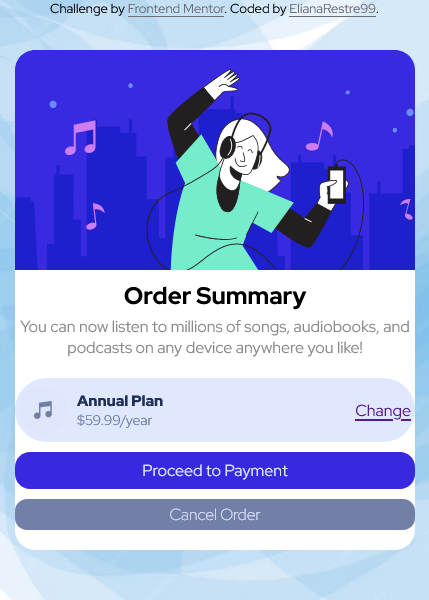 Challenge by Frontend Mentor. Coded by ElianaRestre99.
Order Summary
You can now listen to millions of songs, audiobooks, and
podcasts on any device anywhere you like!
Annual Plan
$59.99/year
Change
Proceed to Payment
Cancel Order